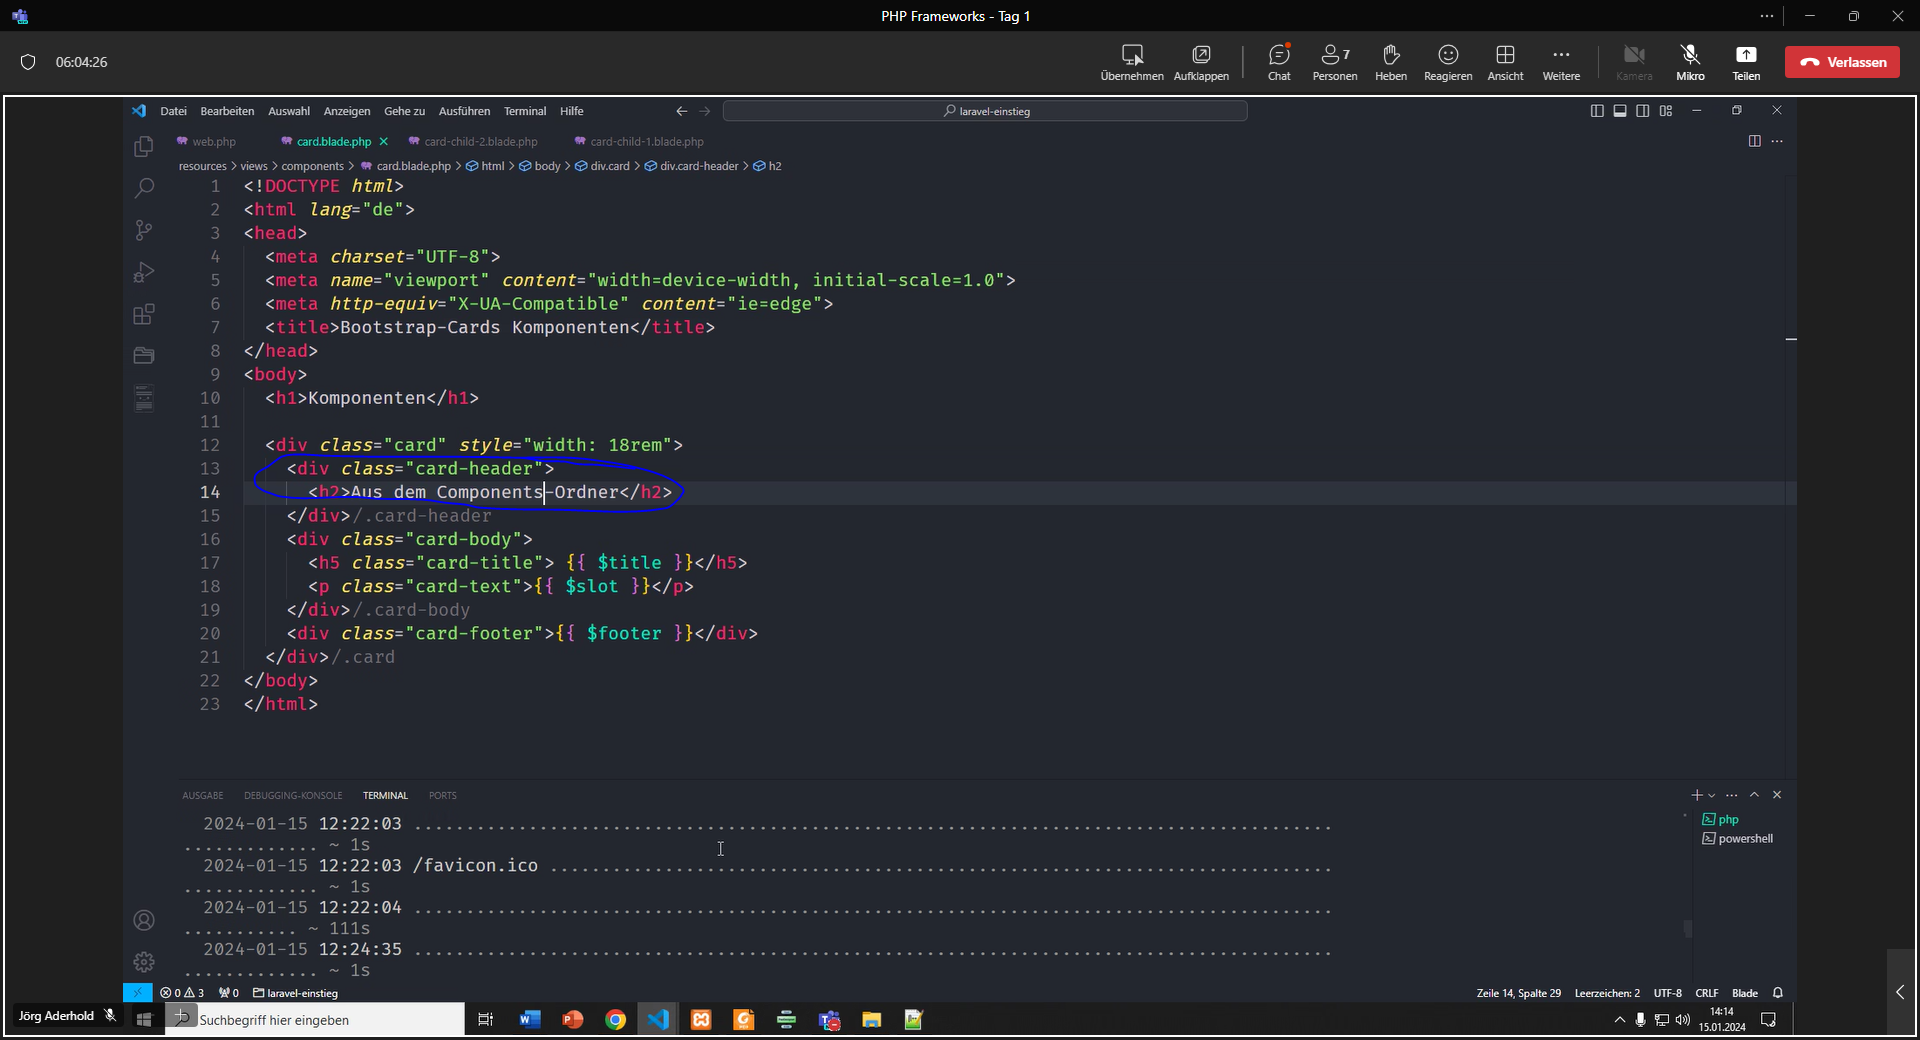 PHP Frameworks - Tag 1
06:04:26
Übernehmen Aufklappen Chat 7 Personen Heben Reagieren Ansicht Weitere Kamera Mikro Teilen Verlassen
Datei Bearbeiten Auswahl Anzeigen Gehe zu Ausführen Terminal Hilfe laravel-einstieg
web.php card.blade.php card-child-2.blade.php card-child-1.blade.php
resources > views > components > card.blade.php > html > body > div.card > div.card-header > h2
1 <!DOCTYPE html>
2 <html lang="de">
3 <head>
4 <meta charset="UTF-8">
5 <meta name="viewport" content="width=device-width, initial-scale=1.0">
6 <meta http-equiv="X-UA-Compatible" content="ie=edge">
7 <title>Bootstrap-Cards Komponenten</title>
8 </head>
9 <body>
10 <h1>Komponenten</h1>
11
12 <div class="card" style="width: 18rem">
13 <div class="card-header">
14 <h2>Aus dem Components-Ordner</h2>
15 </div>/.card-header
16 <div class="card-body">
17 <h5 class="card-title"> {{ $title }}</h5>
18 <p class="card-text">{{ $slot }}</p>
19 </div>/.card-body
20 <div class="card-footer">{{ $footer }}</div>
21 </div>/.card
22 </body>
23 </html>
AUSGABE DEBUGGING-KONSOLE TERMINAL PORTS
2024-01-15 12:22:03 ........................................................................................
............. ~ 1s
2024-01-15 12:22:03 /favicon.ico ...........................................................................
............. ~ 1s
2024-01-15 12:22:04 ........................................................................................
........... ~ 111s
2024-01-15 12:24:35 ........................................................................................
............. ~ 1s
php
powershell
0 3 0 laravel-einstieg Zeile 14, Spalte 29 Leerzeichen: 2 UTF-8 CRLF Blade
Jörg Aderhold Suchbegriff hier eingeben
14:14
15.01.2024